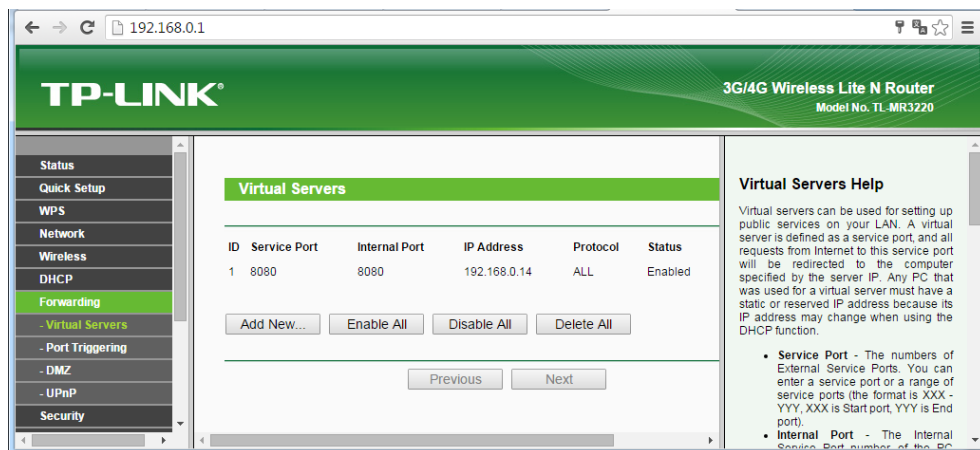 192.168.0.1
TP-LINK®
3G/4G Wireless Lite N Router
Model No. TL-MR3220
Status
Quick Setup
WPS
Network
Wireless
DHCP
Forwarding
- Virtual Servers
- Port Triggering
- DMZ
- UPnP
Security
Virtual Servers
ID Service Port Internal Port IP Address Protocol Status
1 8080 8080 192.168.0.14 ALL Enabled
Add New... Enable All Disable All Delete All
Previous Next
Virtual Servers Help
Virtual servers can be used for setting up
public services on your LAN. A virtual
server is defined as a service port, and all
requests from Internet to this service port
will be redirected to the computer
specified by the server IP. Any PC that
was used for a virtual server must have a
static or reserved IP address because its
IP address may change when using the
DHCP function.
• Service Port - The numbers of
External Service Ports. You can
enter a service port or a range of
service ports (the format is XXX -
YYY, XXX is Start port, YYY is End
port).
• Internal Port - The Internal
Service Port number of the PC